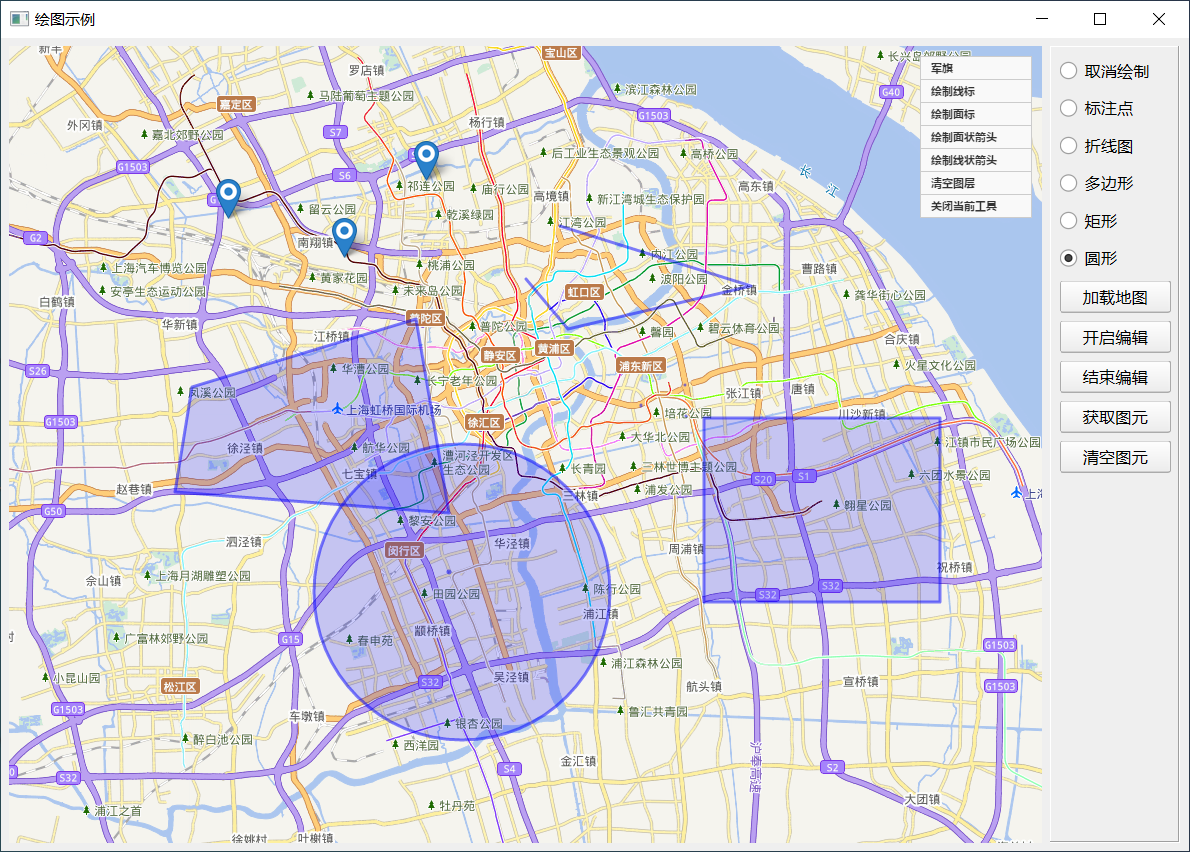 绘图示例
新丰
罗店镇
宝山区
长兴岛郊野公园
军旗
绘制线标
绘制面标
绘制面状箭头
绘制线状箭头
清空图层
关闭当前工具
取消绘制
标注点
折线图
多边形
矩形
圆形
加载地图
开启编辑
结束编辑
获取图元
清空图元
马陆葡萄主题公园
滨江森林公园
G40
嘉定区
G1503
外冈镇
嘉北郊野公园
S7
杨行镇
后工业生态景观公园
高桥公园
G1503
S6
祁连公园
庙行公园
高境镇
新江湾城生态保护园
高东镇
长江
留云公园
乾溪绿园
江湾公园
G2
南翔镇
内江公园
上海汽车博览公园
黄家花园
桃浦公园
波阳公园
曹路镇
安亭生态运动公园
未来岛公园
虹口区
金桥镇
龚华街心公园
白鹤镇
华新镇
普陀区
普陀公园
江桥镇
馨园
碧云体育公园
合庆镇
静安区
黄浦区
浦东新区
火星文化公园
S26
华漕公园
长宁老年公园
凤溪公园
张江镇
唐镇
上海虹桥国际机场
培花公园
川沙新镇
G1503
徐汇区
大华北公园
江镇市民广场公园
徐泾镇
航华公园
漕河泾开发区
生态公园
七宝镇
长青园
三林世博主题公园
S20
S1
六团水景公园
赵巷镇
三林镇
浦发公园
上海
G50
黎安公园
翱星公园
泗泾镇
闵行区
华泾镇
周浦镇
祝桥镇
佘山镇
上海月湖雕塑公园
田园公园
陈行公园
S32
S32
浦江镇
村
广富林郊野公园
G15
春申苑
颛桥镇
G1503
小昆山园
松江区
S32
吴泾镇
浦江森林公园
航头镇
宣桥镇
G1503
G1503
车墩镇
银杏公园
鲁汇共青园
醉白池公园
西洋园
沪奉高速
S32
S4
金汇镇
S2
浦江之首
牡丹苑
大团镇
徐姚村
叶榭镇